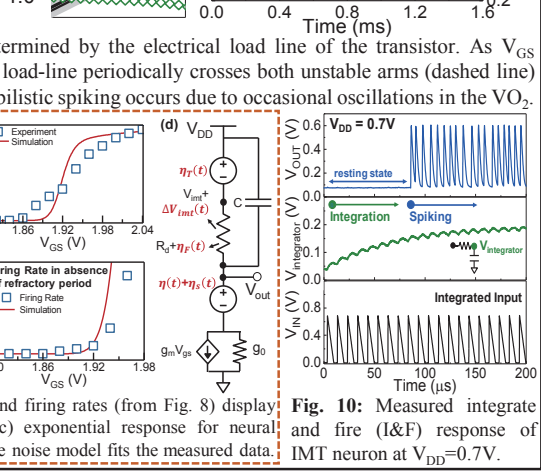 0.2
0.0 0.4 0.8 1.2 1.6
Time (ms)
termined by the electrical load line of the transistor. As VGS
load-line periodically crosses both unstable arms (dashed line)
bilistic spiking occurs due to occasional oscillations in the VO2.
Experiment
Simulation
1.86 1.92 1.98 2.04
VGS (V)
iring Rate in absence
f refractory period
Firing Rate
Simulation
1.86 1.92 1.98
VGS (V)
(d)
VDD
ηT(t)
Vimt+
ΔVimt(t)
C
Rd+ηF(t)
η(t)+ηs(t)
Vout
gmVgs
g0
VDD = 0.7V
VOUT (V)
0.6
0.4
0.2
0.0
resting state
Integration
Spiking
Vintegrator (V)
0.2
0.1
0.0
Vintegrator
Integrated Input
VIN (V)
0.8
0.4
0.0
0 50 100 150 200
Time (μs)
nd firing rates (from Fig. 8) display
c) exponential response for neural
e noise model fits the measured data.
Fig. 10: Measured integrate
and fire (I&F) response of
IMT neuron at VDD=0.7V.